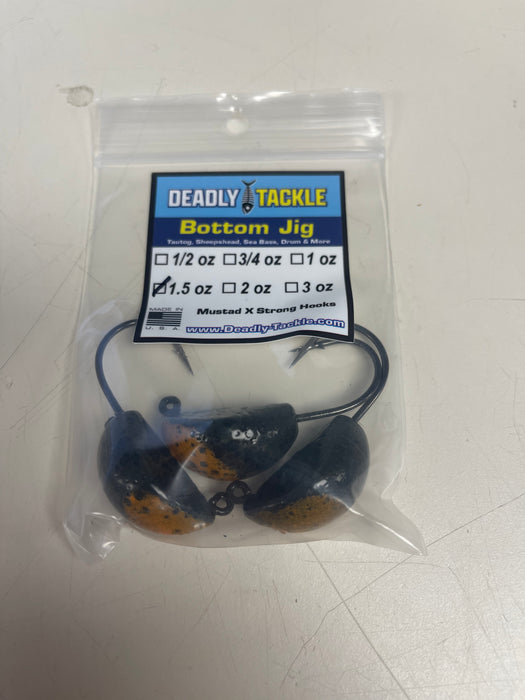 DEADLY TACKLE
Bottom Jig
Tautog, Sheepshead, Sea Bass, Drum & More
1/2 oz 3/4 oz 1 oz
1.5 oz 2 oz 3 oz
MADE IN
U.S.A
Mustad X Strong Hooks
www.Deadly-Tackle.com